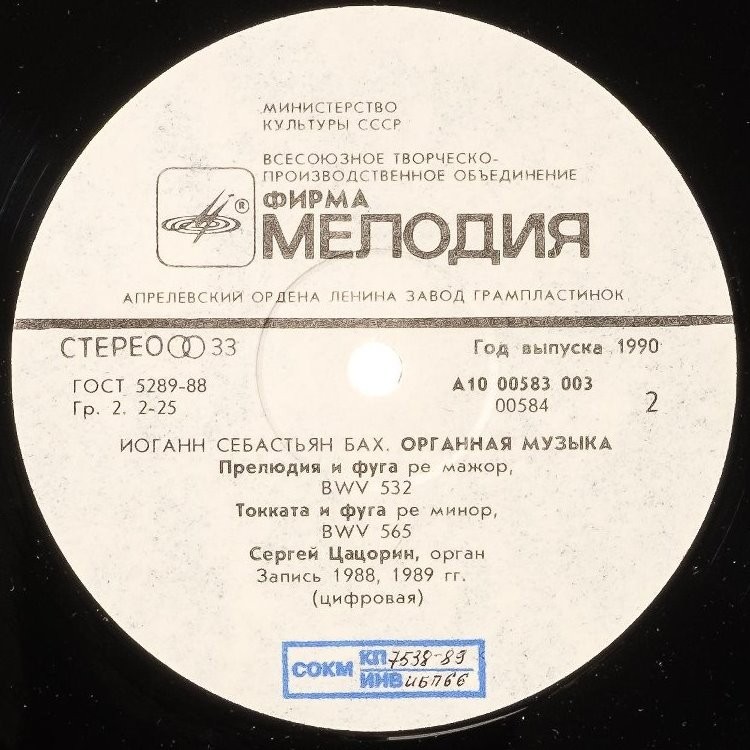 МИНИСТЕРСТВО
КУЛЬТУРЫ СССР
ВСЕСОЮЗНОЕ ТВОРЧЕСКО-
ПРОИЗВОДСТВЕННОЕ ОБЪЕДИНЕНИЕ
ФИРМА
® МЕЛОДИЯ
АПРЕЛЕВСКИЙ ОРДЕНА ЛЕНИНА ЗАВОД ГРАМПЛАСТИНОК
СТЕРЕО 33
Год выпуска 1990
ГОСТ 5289-88
А10 00583 003
Гр. 2. 2-25
00584
2
ИОГАНН СЕБАСТЬЯН БАХ. ОРГАННАЯ МУЗЫКА
Прелюдия и фуга ре мажор,
BWV 532
Токката и фуга ре минор,
BWV 565
Сергей Цацорин, орган
Запись 1988, 1989 гг.
(цифровая)
СОКМ
КП 7538-89
ИНВ ИБП66